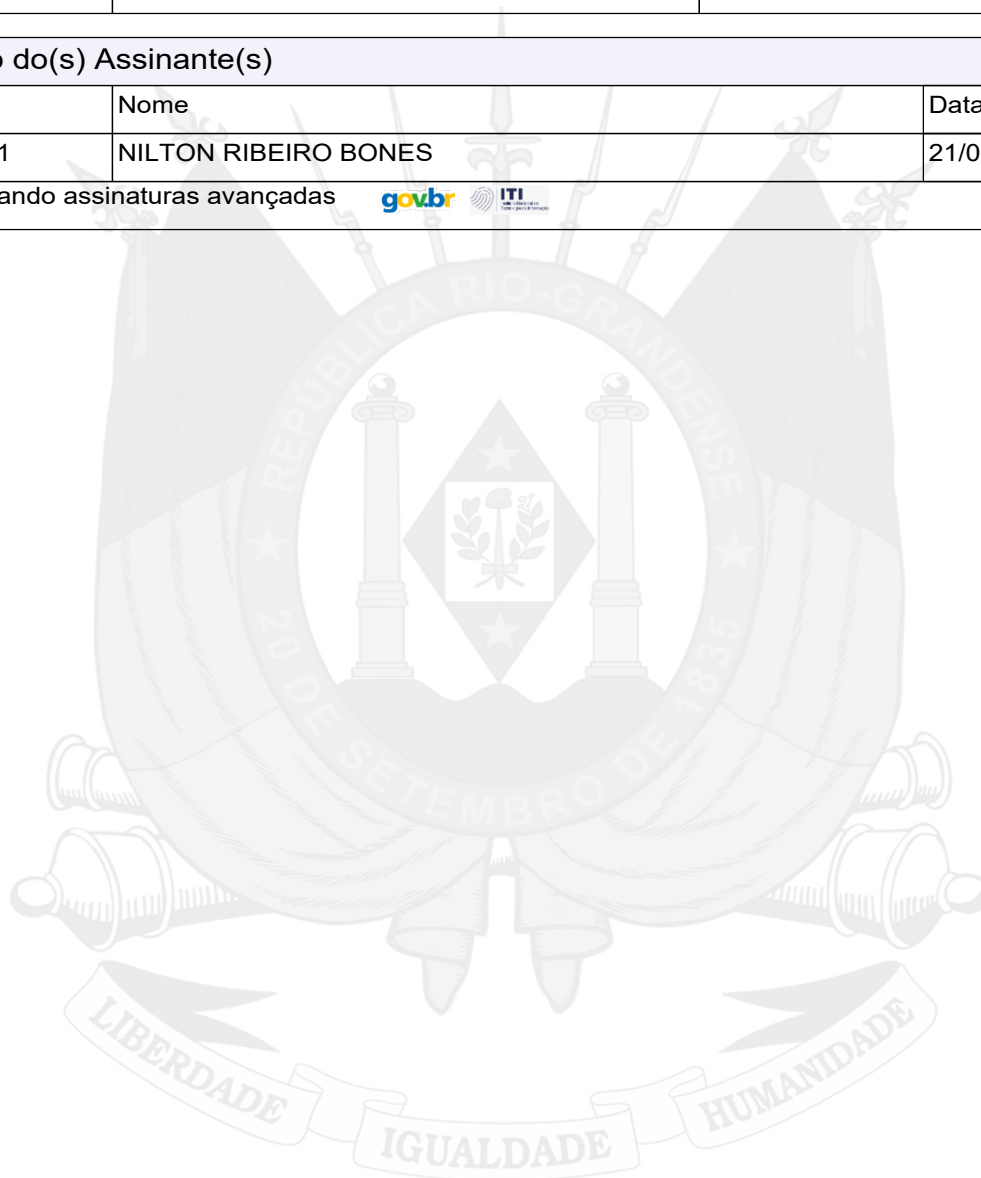 o do(s) Assinante(s)
Nome Data
1 NILTON RIBEIRO BONES 21/0
ando assinaturas avançadas gov.br ITI
REPÚBLICA RIO-GRANDENSE
20 DE SETEMBRO DE 1835
LIBERDADE IGUALDADE HUMANIDADE